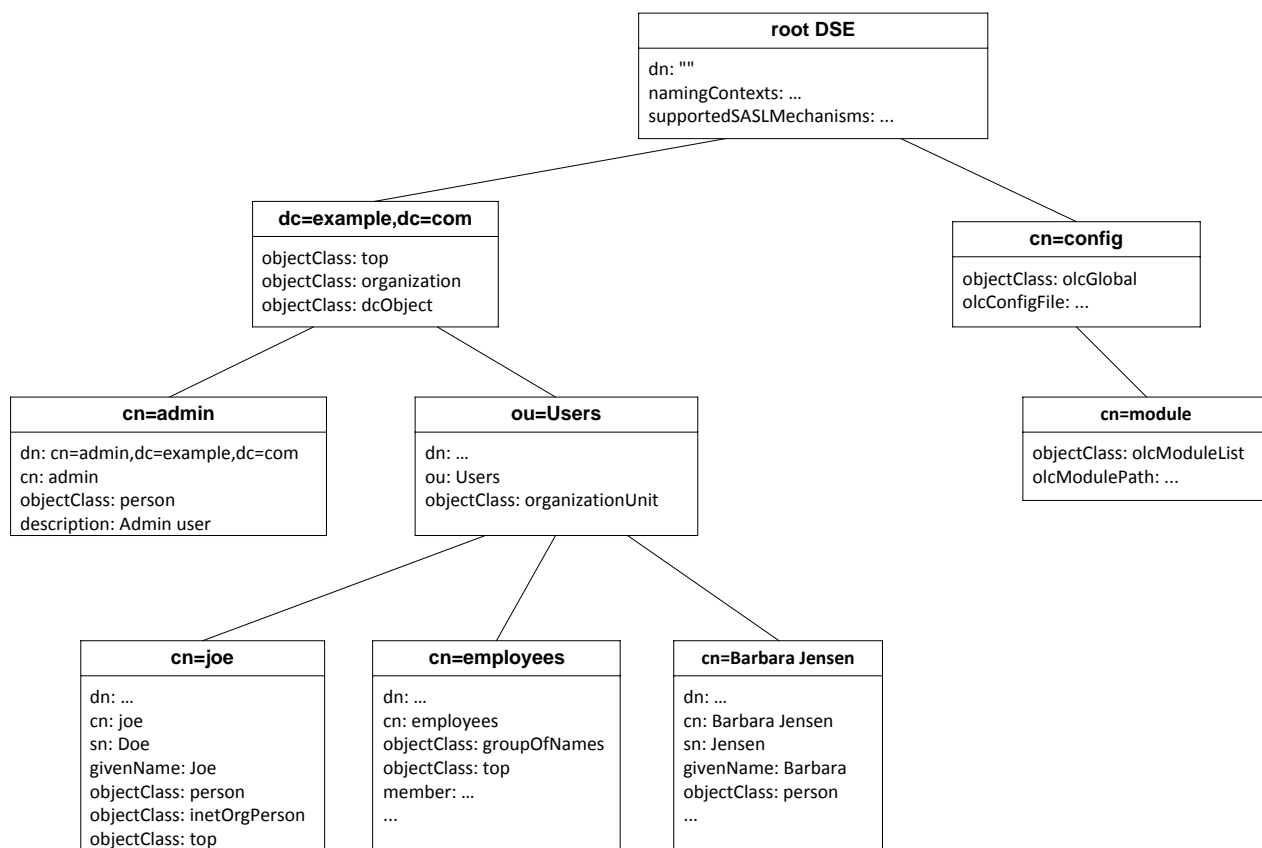 root DSE
dn: ""
namingContexts: ...
supportedSASLMechanisms: ...
dc=example,dc=com
objectClass: top
objectClass: organization
objectClass: dcObject
cn=config
objectClass: olcGlobal
olcConfigFile: ...
cn=admin
dn: cn=admin,dc=example,dc=com
cn: admin
objectClass: person
description: Admin user
ou=Users
dn: ...
ou: Users
objectClass: organizationUnit
cn=module
objectClass: olcModuleList
olcModulePath: ...
cn=joe
dn: ...
cn: joe
sn: Doe
givenName: Joe
objectClass: person
objectClass: inetOrgPerson
objectClass: top
cn=employees
dn: ...
cn: employees
objectClass: groupOfNames
objectClass: top
member: ...
...
cn=Barbara Jensen
dn: ...
cn: Barbara Jensen
sn: Jensen
givenName: Barbara
objectClass: person
...